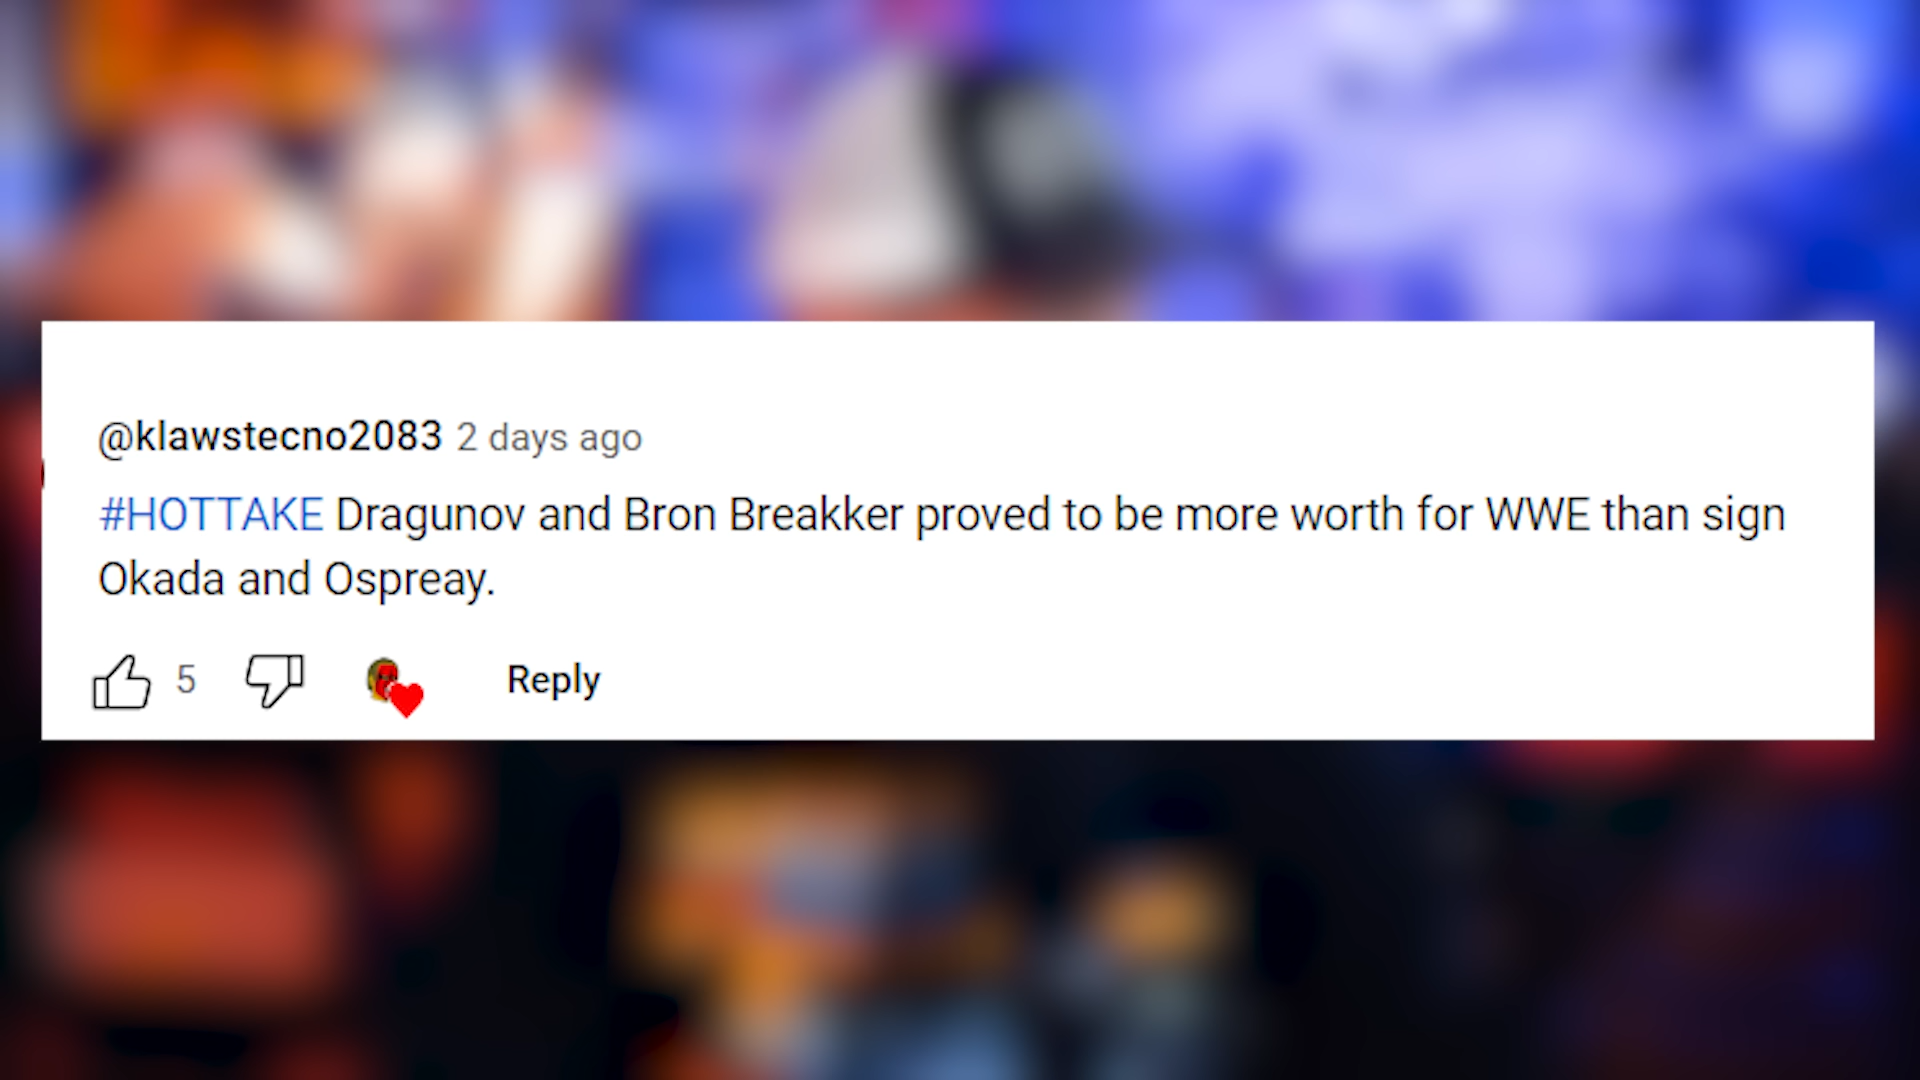 @klawstecno2083 2 days ago
#HOTTAKE Dragunov and Bron Breakker proved to be more worth for WWE than sign
Okada and Ospreay.
5 Reply